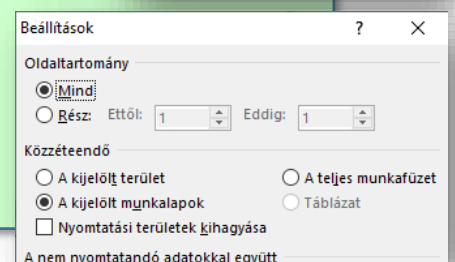 Beállítások ? ×
Oldaltartomány
Mind
Rész: Ettől: 1 Eddig: 1
Közzéteendő
A kijelölt terület A teljes munkafüzet
A kijelölt munkalapok Táblázat
Nyomtatási területek kihagyása
A nem nyomtatandó adatokkal együtt